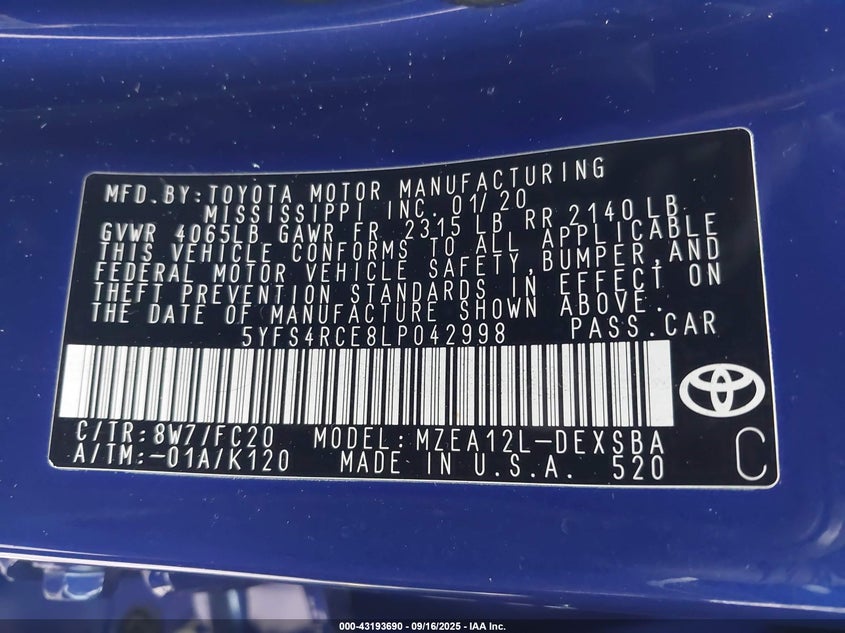 MFD.BY:TOYOTA MOTOR MANUFACTURING
MISSISSIPPI INC. 01/20
GVWR 4065LB GAWR FR 2315 LB RR 2140LB
THIS VEHICLE CONFORMS TO ALL APPLICABLE
FEDERAL MOTOR VEHICLE SAFETY,BUMPER,AND
THEFT PREVENTION STANDARDS IN EFFECT ON
THE DATE OF MANUFACTURE SHOWN ABOVE.
5YFS4RCE8LP042998 PASS.CAR
C/TR:8W7/FC20 MODEL:MZEA12L-DEXSBA
A/TM:-01A/K120 MADE IN U.S.A. 520
C
000-43193690 - 09/16/2025 - IAA Inc.